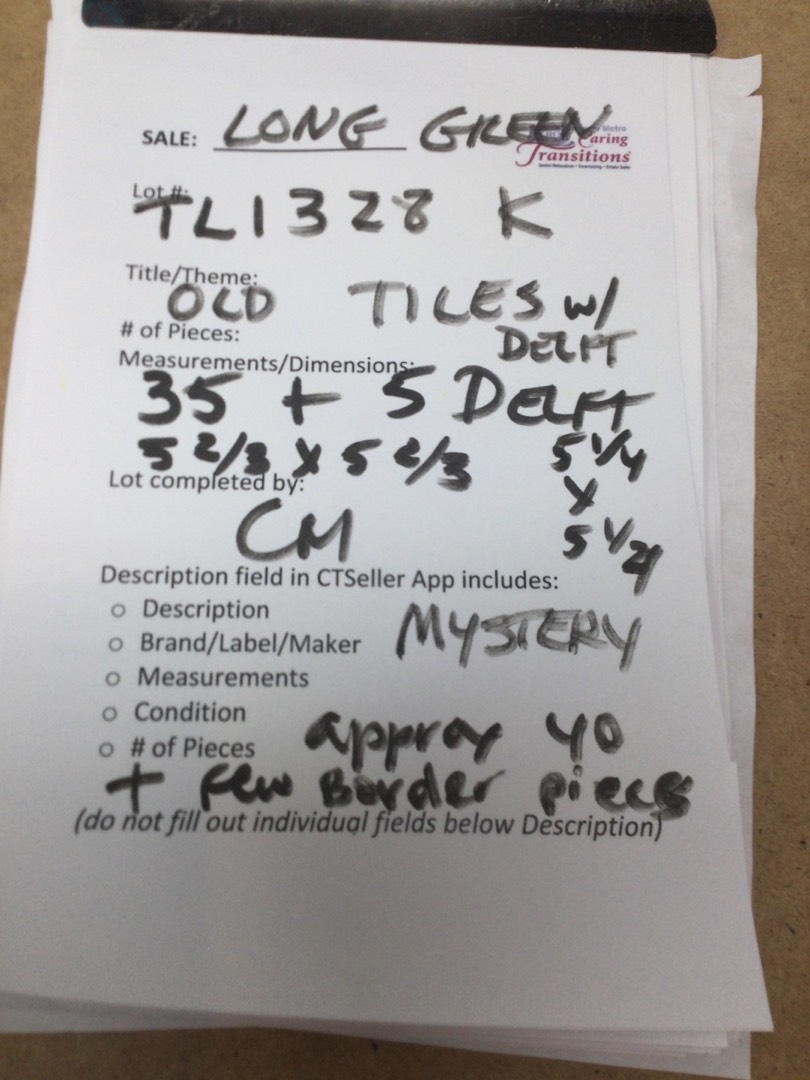 SALE: LONG GREEN
Metro
Caring
Transitions
Lot #:
TL1328 K
Title/Theme:
OLD TILES w/
DELFT
# of Pieces:
Measurements/Dimensions:
35 + 5 DELFT
5 2/3 X 5 2/3 5 1/4
X
5 1/4
Lot completed by:
CM
Description field in CTSeller App includes:
o Description
o Brand/Label/Maker MYSTERY
o Measurements
o Condition
o # of Pieces approx 40
+ few Border pieces
(do not fill out individual fields below Description)